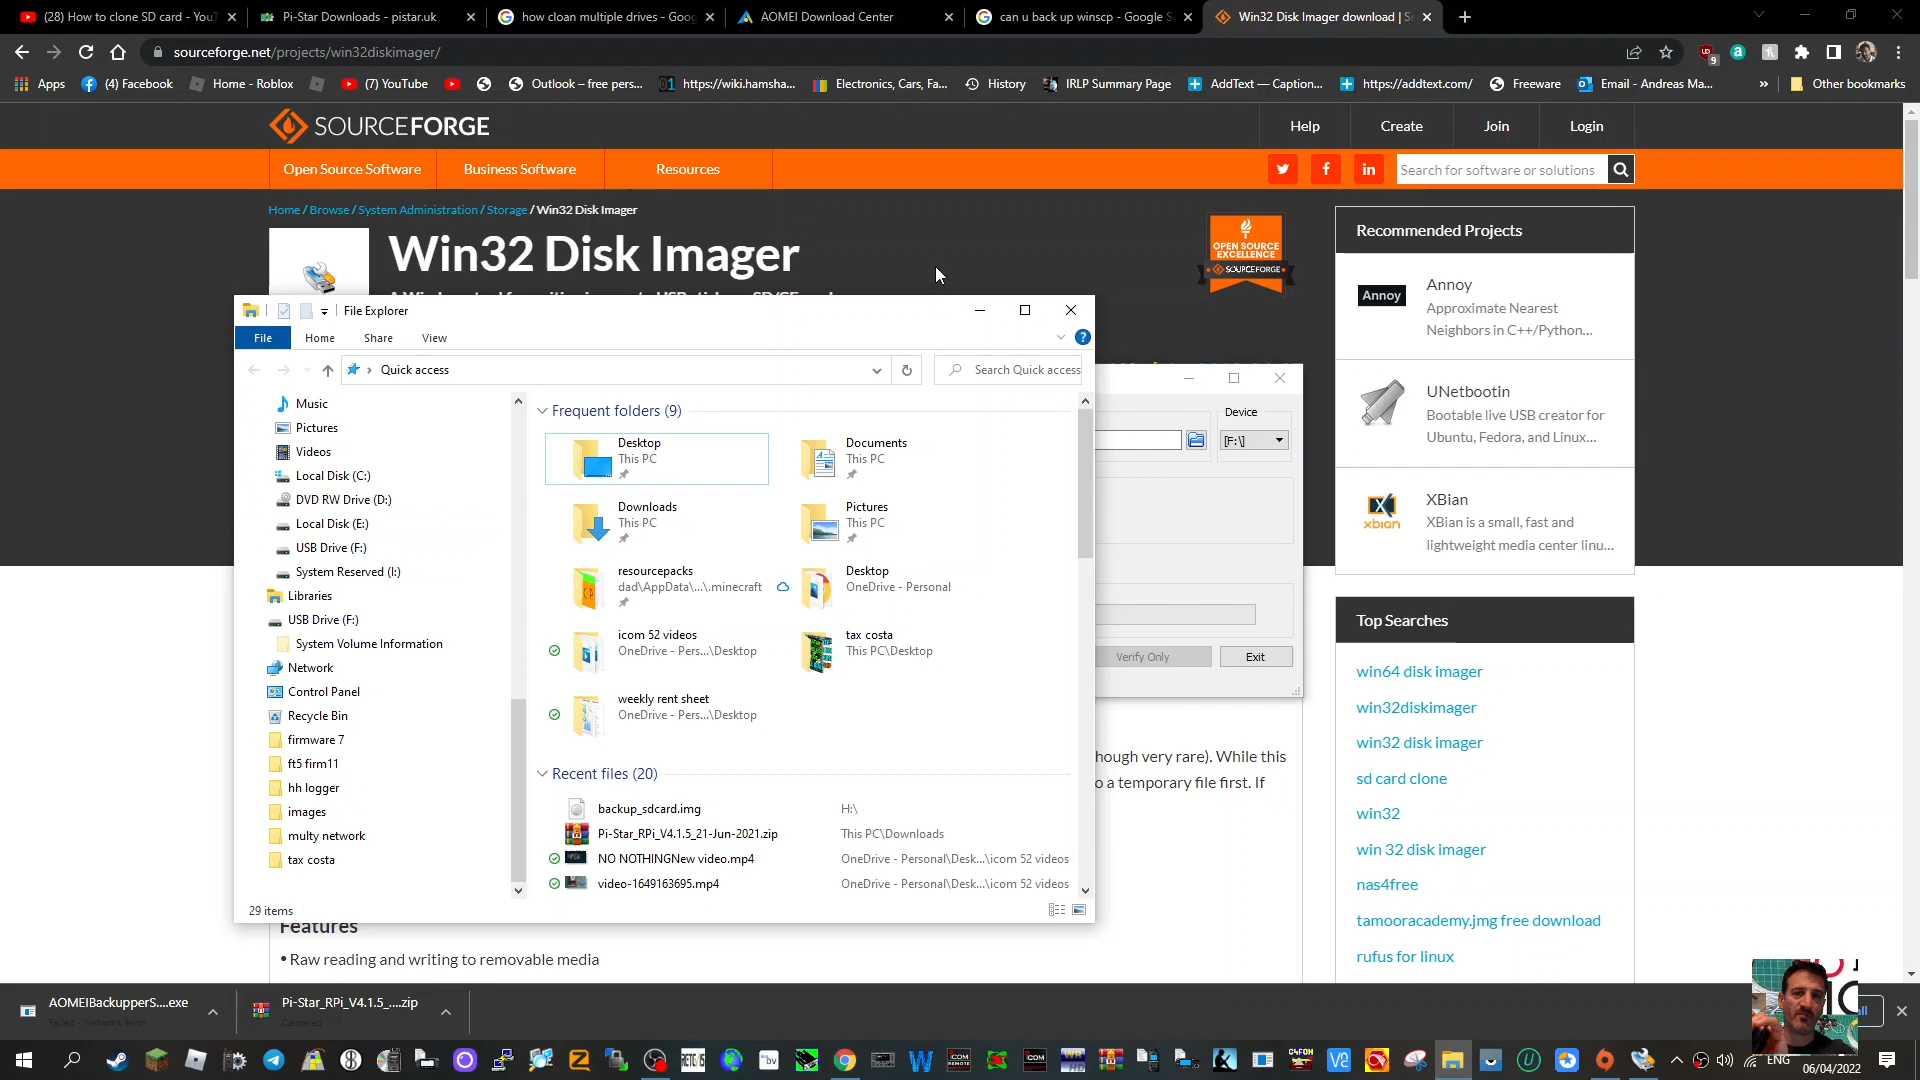 (28) How to clone SD card - YouT
Pi-Star Downloads - pistar.uk
how cloan multiple drives - Goog
AOMEI Download Center
can u back up winscp - Google S
Win32 Disk Imager download | So
sourceforge.net/projects/win32diskimager/
9
Apps
(4) Facebook
Home - Roblox
(7) YouTube
Outlook – free pers...
https://wiki.hamsha...
Electronics, Cars, Fa...
History
IRLP Summary Page
AddText — Caption...
https://addtext.com/
Freeware
Email - Andreas Ma...
»
Other bookmarks
SOURCEFORGE
Help
Create
Join
Login
Open Source Software
Business Software
Resources
Search for software or solutions
Home / Browse / System Administration / Storage / Win32 Disk Imager
Win32 Disk Imager
OPEN SOURCE
EXCELLENCE
SOURCEFORGE
Recommended Projects
Annoy
Annoy
Approximate Nearest
Neighbors in C++/Python...
UNetbootin
Bootable live USB creator for
Ubuntu, Fedora, and Linux...
xbian
XBian
XBian is a small, fast and
lightweight media center linu...
Top Searches
win64 disk imager
win32diskimager
win32 disk imager
sd card clone
win32
win 32 disk imager
nas4free
tamooracademy.jmg free download
rufus for linux
File Explorer
File
Home
Share
View
Quick access
Search Quick access
Music
Pictures
Videos
Local Disk (C:)
DVD RW Drive (D:)
Local Disk (E:)
USB Drive (F:)
System Reserved (I:)
Libraries
USB Drive (F:)
System Volume Information
Network
Control Panel
Recycle Bin
firmware 7
ft5 firm11
hh logger
images
multy network
tax costa
Frequent folders (9)
Desktop
This PC
Documents
This PC
Downloads
This PC
Pictures
This PC
resourcepacks
dad\AppData\...\.minecraft
Desktop
OneDrive - Personal
icom 52 videos
OneDrive - Pers...\Desktop
tax costa
This PC\Desktop
weekly rent sheet
OneDrive - Pers...\Desktop
Recent files (20)
backup_sdcard.img H:\
Pi-Star_RPi_V4.1.5_21-Jun-2021.zip This PC\Downloads
NO NOTHINGNew video.mp4 OneDrive - Personal\Desk...\icom 52 videos
video-1649163695.mp4 OneDrive - Personal\Desk...\icom 52 videos
29 items
Device
[F:\]
Verify Only
Exit
hough very rare). While this
o a temporary file first. If
Features
• Raw reading and writing to removable media
AOMEIBackupperS....exe
Failed - Network error
Pi-Star_RPi_V4.1.5_....zip
Canceled
ENG
06/04/2022